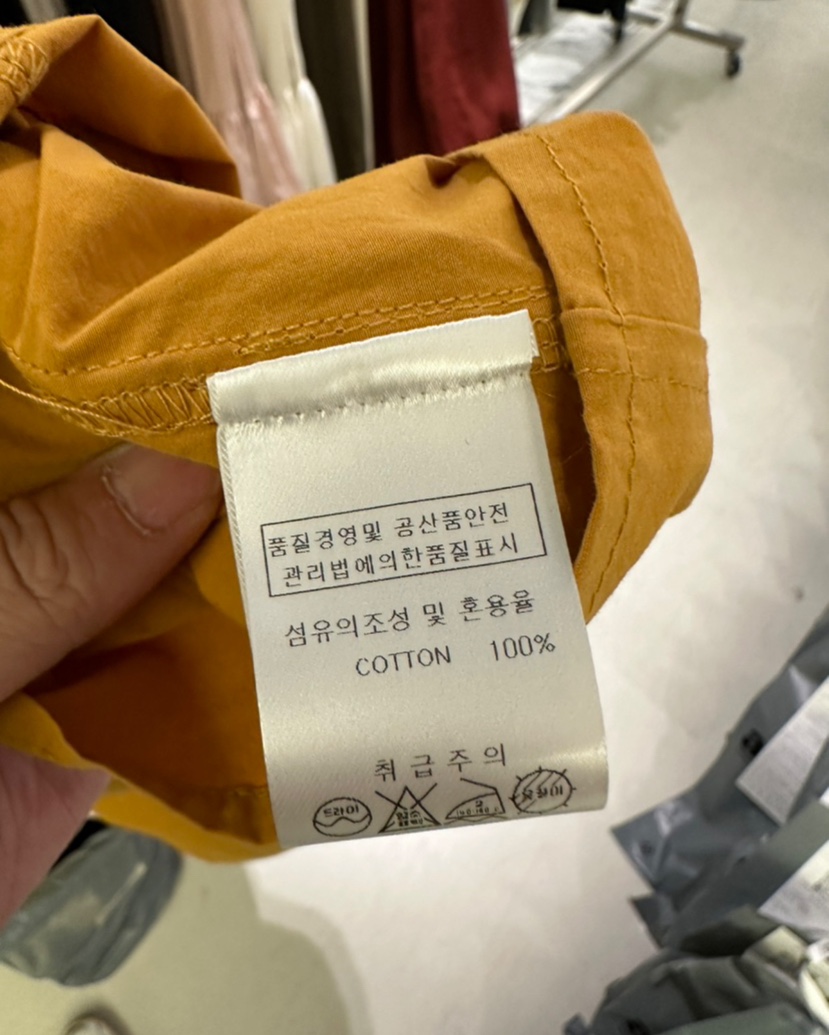 품질경영및 공산품안전
관리법에의한품질표시
섬유의조성 및 혼용율
COTTON 100%
취급주의
드라이